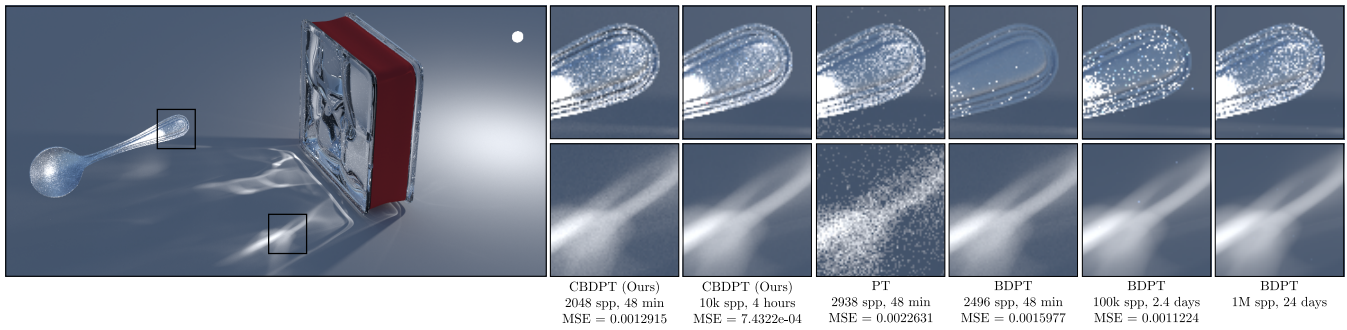 CBDPT (Ours)
2048 spp, 48 min
MSE = 0.0012915
CBDPT (Ours)
10k spp, 4 hours
MSE = 7.4322e-04
PT
2938 spp, 48 min
MSE = 0.0022631
BDPT
2496 spp, 48 min
MSE = 0.0015977
BDPT
100k spp, 2.4 days
MSE = 0.0011224
BDPT
1M spp, 24 days